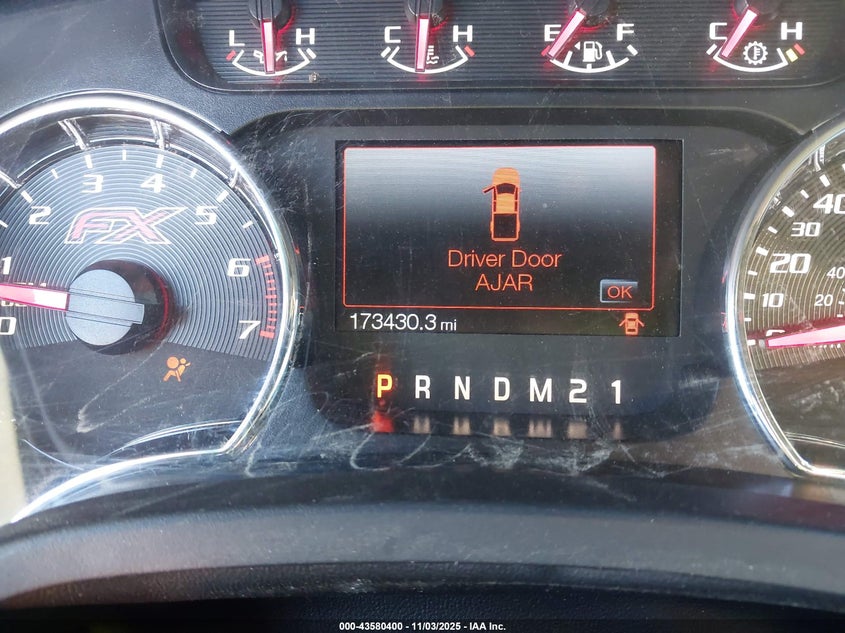 L H C H E F C H
2 3 4 5
FX
1 6
0 7
Driver Door
AJAR
OK
173430.3 mi
P R N D M 2 1
40
30
20 40
10 20
000-43580400 - 11/03/2025 - IAA Inc.